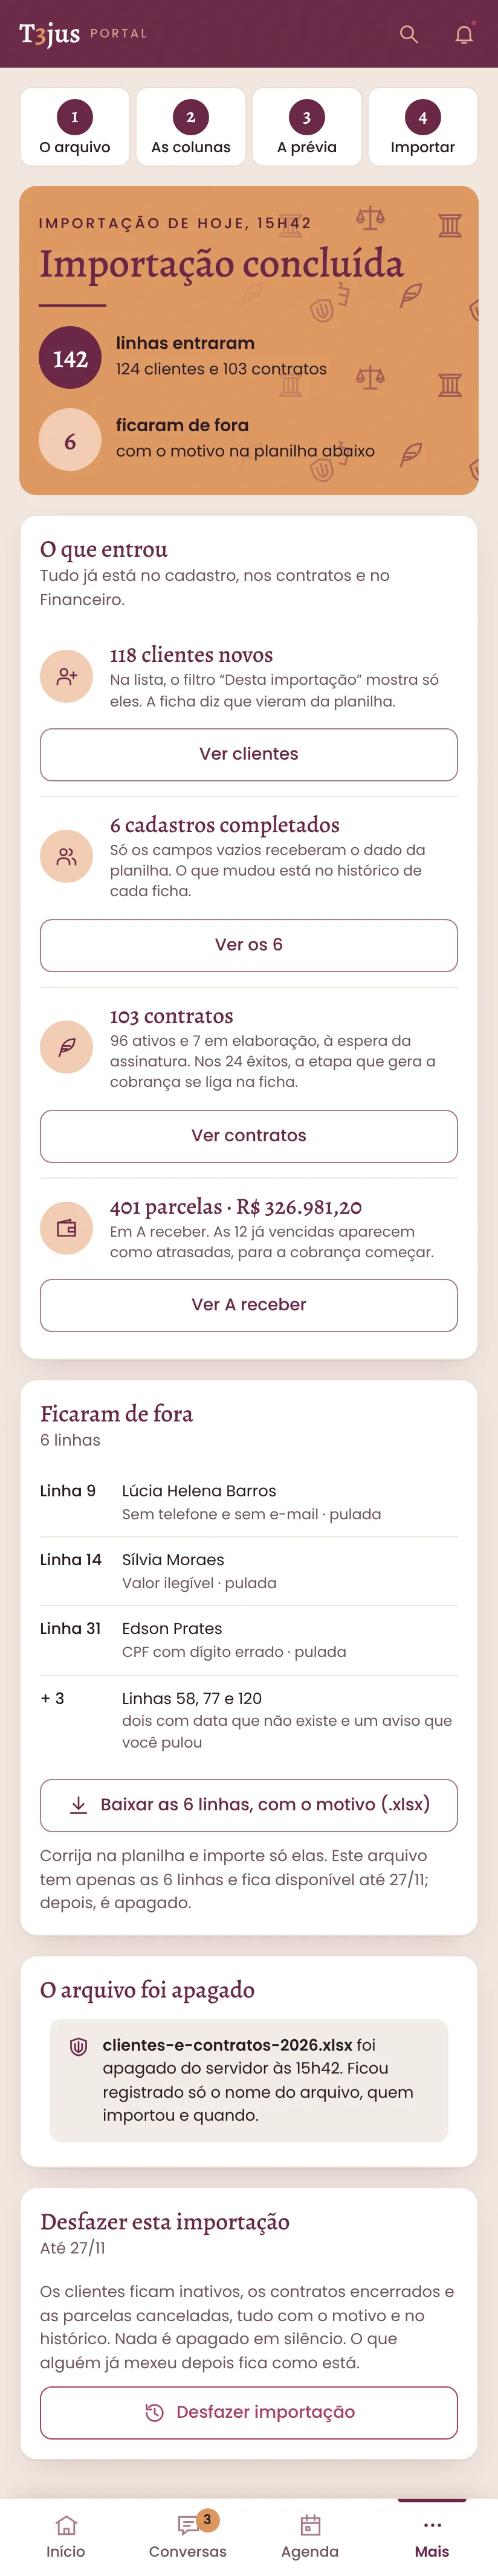 T3jus PORTAL
1
O arquivo
2
As colunas
3
A prévia
4
Importar
IMPORTAÇÃO DE HOJE, 15H42
Importação concluída
142
linhas entraram
124 clientes e 103 contratos
6
ficaram de fora
com o motivo na planilha abaixo
O que entrou
Tudo já está no cadastro, nos contratos e no
Financeiro.
118 clientes novos
Na lista, o filtro “Desta importação” mostra só
eles. A ficha diz que vieram da planilha.
Ver clientes
6 cadastros completados
Só os campos vazios receberam o dado da
planilha. O que mudou está no histórico de
cada ficha.
Ver os 6
103 contratos
96 ativos e 7 em elaboração, à espera da
assinatura. Nos 24 êxitos, a etapa que gera a
cobrança se liga na ficha.
Ver contratos
401 parcelas · R$ 326.981,20
Em A receber. As 12 já vencidas aparecem
como atrasadas, para a cobrança começar.
Ver A receber
Ficaram de fora
6 linhas
Linha 9 Lúcia Helena Barros
Sem telefone e sem e-mail · pulada
Linha 14 Sílvia Moraes
Valor ilegível · pulada
Linha 31 Edson Prates
CPF com dígito errado · pulada
+ 3 Linhas 58, 77 e 120
dois com data que não existe e um aviso que
você pulou
Baixar as 6 linhas, com o motivo (.xlsx)
Corrija na planilha e importe só elas. Este arquivo
tem apenas as 6 linhas e fica disponível até 27/11;
depois, é apagado.
O arquivo foi apagado
clientes-e-contratos-2026.xlsx foi
apagado do servidor às 15h42. Ficou
registrado só o nome do arquivo, quem
importou e quando.
Desfazer esta importação
Até 27/11
Os clientes ficam inativos, os contratos encerrados e
as parcelas canceladas, tudo com o motivo e no
histórico. Nada é apagado em silêncio. O que
alguém já mexeu depois fica como está.
Desfazer importação
Início
3
Conversas
Agenda
Mais